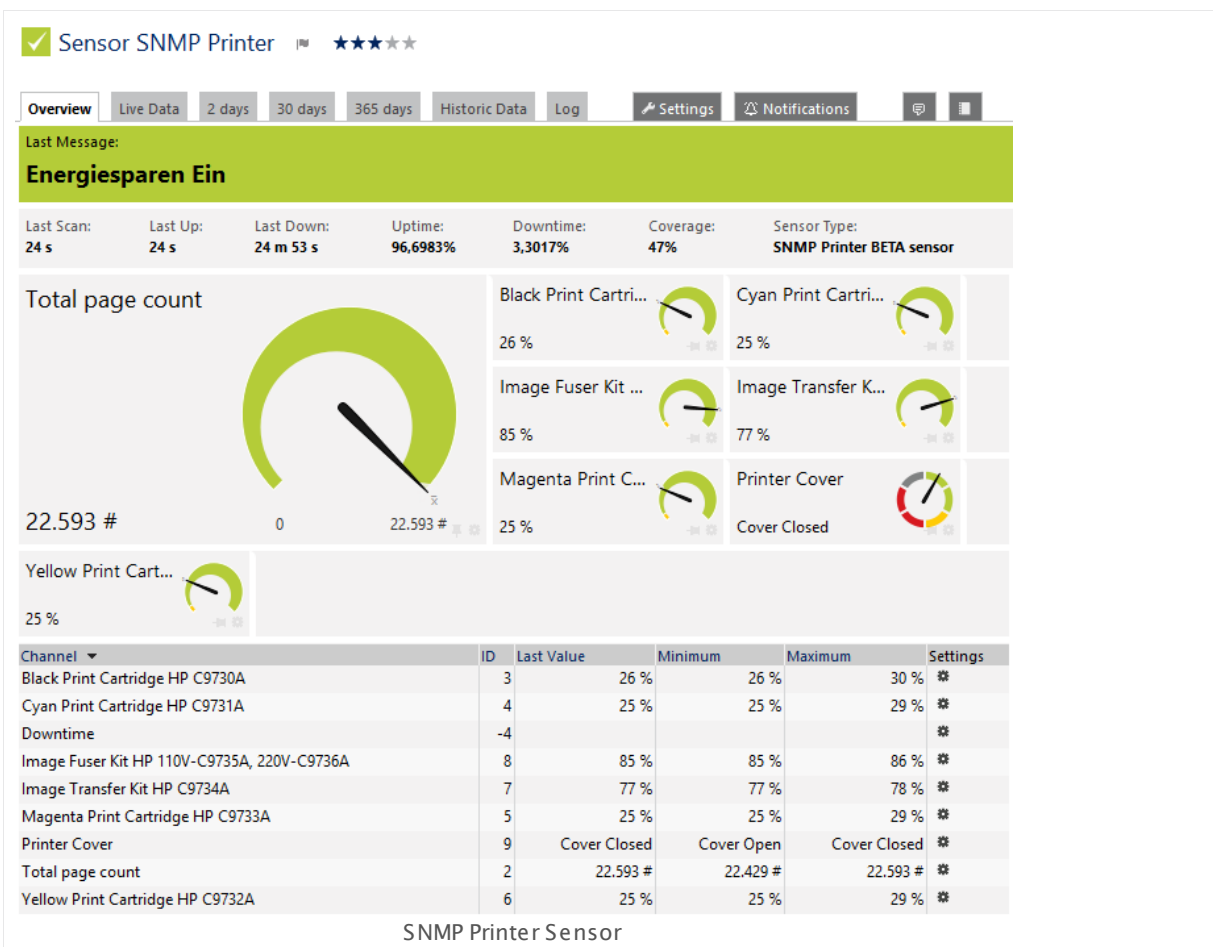 Sensor SNMP Printer
Overview Live Data 2 days 30 days 365 days Historic Data Log Settings Notifications
Last Message:
Energiesparen Ein
Last Scan: Last Up: Last Down: Uptime: Downtime: Coverage: Sensor Type:
24 s 24 s 24 m 53 s 96,6983% 3,3017% 47% SNMP Printer BETA sensor
Total page count
22.593 #
0
22.593 #
Black Print Cartri...
26 %
Cyan Print Cartri...
25 %
Image Fuser Kit ...
85 %
Image Transfer K...
77 %
Magenta Print C...
25 %
Printer Cover
Cover Closed
Yellow Print Cart...
25 %
Channel ID Last Value Minimum Maximum Settings
Black Print Cartridge HP C9730A 3 26 % 26 % 30 %
Cyan Print Cartridge HP C9731A 4 25 % 25 % 29 %
Downtime -4
Image Fuser Kit HP 110V-C9735A, 220V-C9736A 8 85 % 85 % 86 %
Image Transfer Kit HP C9734A 7 77 % 77 % 78 %
Magenta Print Cartridge HP C9733A 5 25 % 25 % 29 %
Printer Cover 9 Cover Closed Cover Open Cover Closed
Total page count 2 22.593 # 22.429 # 22.593 #
Yellow Print Cartridge HP C9732A 6 25 % 25 % 29 %
SNMP Printer Sensor